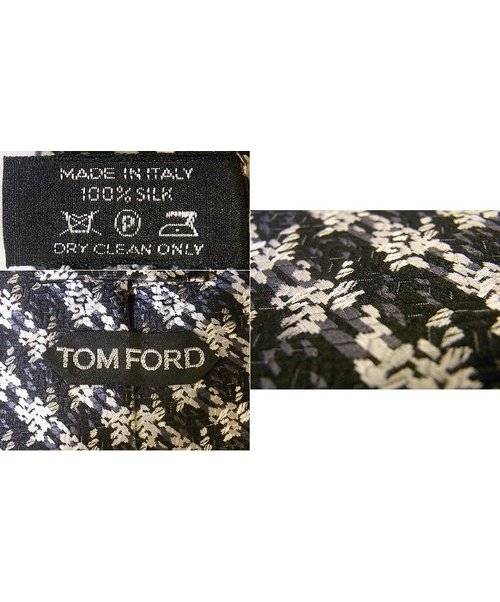 MADE IN ITALY
100% SILK
P
DRY CLEAN ONLY
TOM FORD